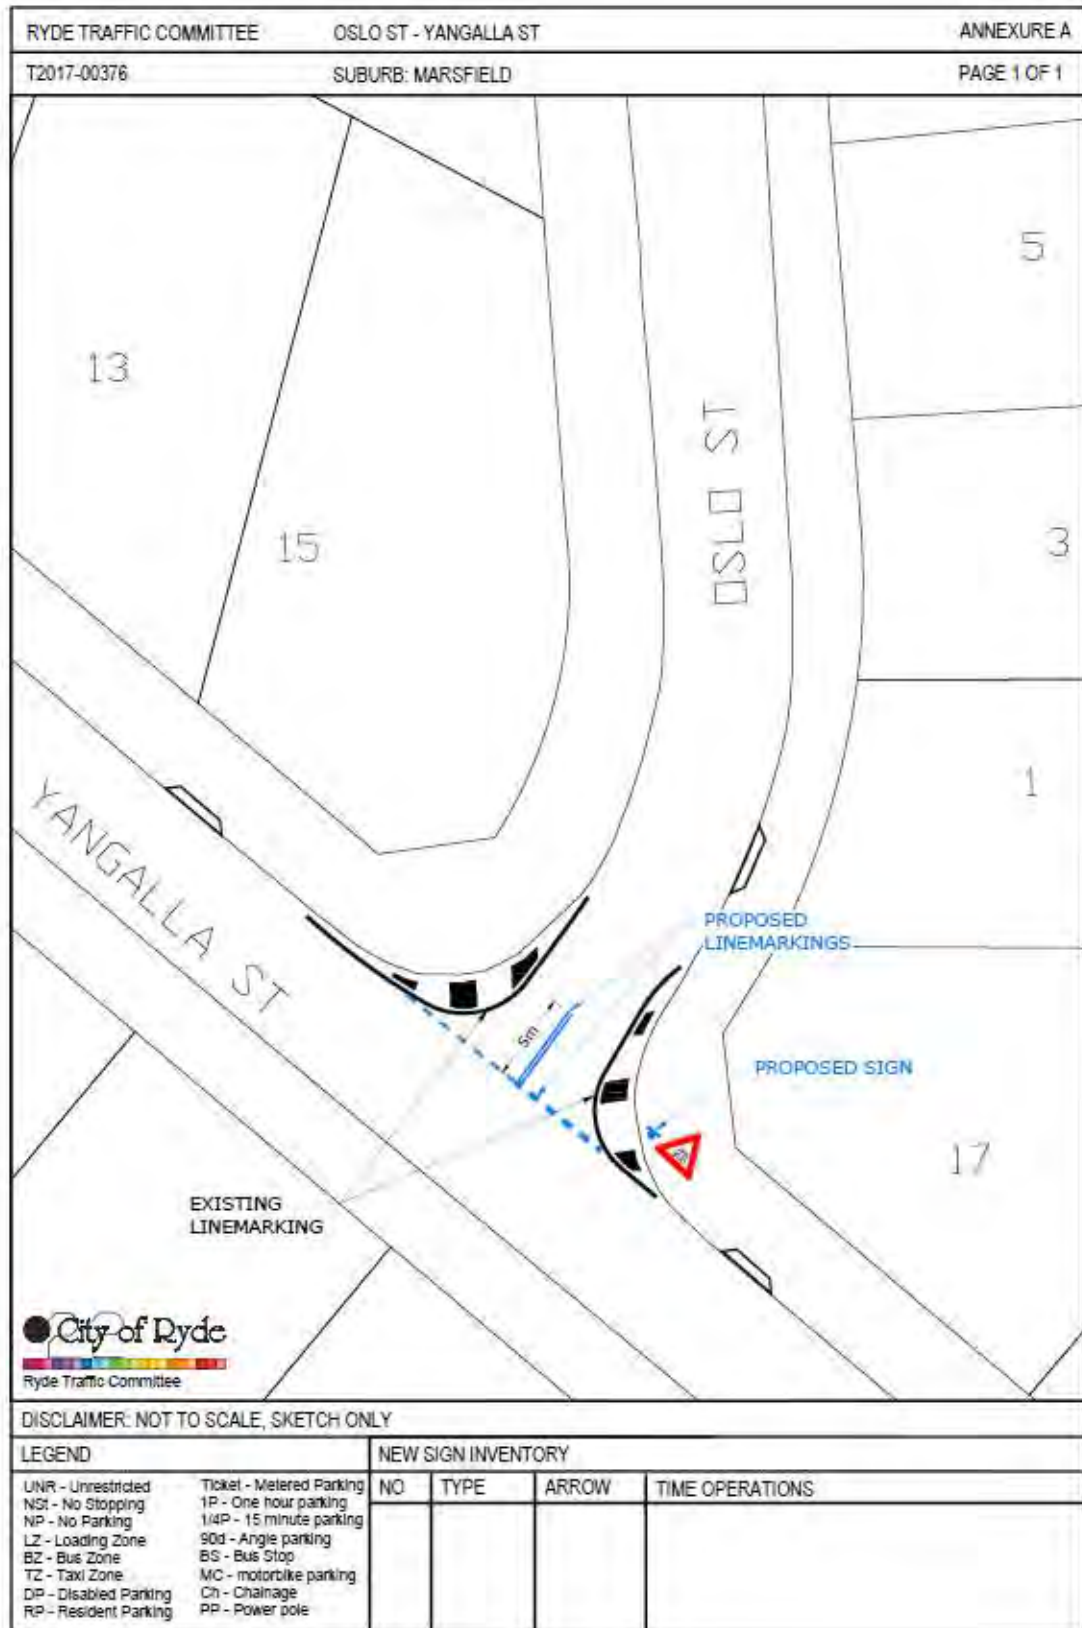 RYDE TRAFFIC COMMITTEE OSLO ST - YANGALLA ST ANNEXURE A
T2017-00376 SUBURB: MARSFIELD PAGE 1 OF 1
5
13
OSLO ST
15
3
1
YANGALLA ST
PROPOSED
LINEMARKINGS
5m
PROPOSED SIGN
17
EXISTING
LINEMARKING
City of Ryde
Ryde Traffic Committee
DISCLAIMER: NOT TO SCALE, SKETCH ONLY
LEGEND
UNR - Unrestricted
NSt - No Stopping
NP - No Parking
LZ - Loading Zone
BZ - Bus Zone
TZ - Taxi Zone
DP - Disabled Parking
RP - Resident Parking
Ticket - Metered Parking
1P - One hour parking
1/4P - 15 minute parking
90d - Angle parking
BS - Bus Stop
MC - motorbike parking
Ch - Chainage
PP - Power pole
NEW SIGN INVENTORY
NO TYPE ARROW TIME OPERATIONS